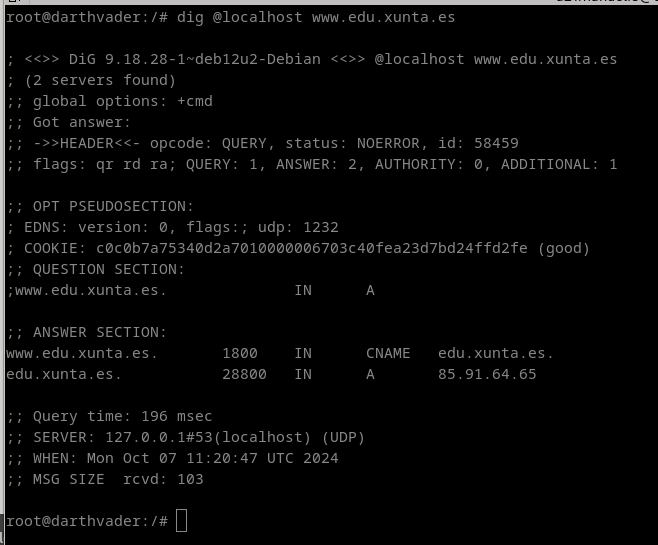 root@darthvader:/# dig @localhost www.edu.xunta.es

; <<>> DiG 9.18.28-1~deb12u2-Debian <<>> @localhost www.edu.xunta.es
; (2 servers found)
;; global options: +cmd
;; Got answer:
;; ->>HEADER<<- opcode: QUERY, status: NOERROR, id: 58459
;; flags: qr rd ra; QUERY: 1, ANSWER: 2, AUTHORITY: 0, ADDITIONAL: 1

;; OPT PSEUDOSECTION:
; EDNS: version: 0, flags:; udp: 1232
; COOKIE: c0c0b7a75340d2a7010000006703c40fea23d7bd24ffd2fe (good)
;; QUESTION SECTION:
;www.edu.xunta.es.              IN      A

;; ANSWER SECTION:
www.edu.xunta.es.       1800    IN      CNAME   edu.xunta.es.
edu.xunta.es.           28800   IN      A       85.91.64.65

;; Query time: 196 msec
;; SERVER: 127.0.0.1#53(localhost) (UDP)
;; WHEN: Mon Oct 07 11:20:47 UTC 2024
;; MSG SIZE  rcvd: 103

root@darthvader:/#